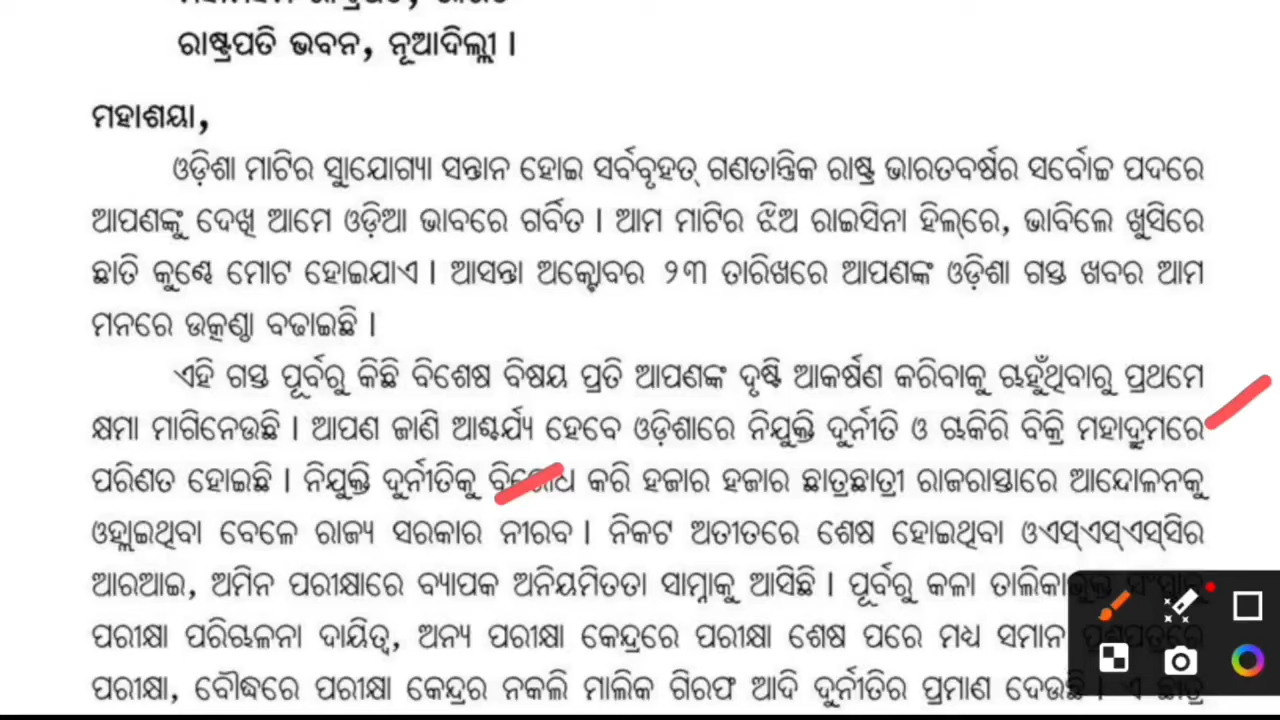 ରାଷ୍ଟ୍ରପତି ଭବନ, ନୂଆଦିଲ୍ଲୀ ।
ମହାଶୟା,
ଓଡ଼ିଶା ମାଟିର ସୁଯୋଗ୍ୟା ସନ୍ତାନ ହୋଇ ସର୍ବବୃହତ୍ ଗଣତାନ୍ତ୍ରିକ ରାଷ୍ଟ୍ର ଭାରତବର୍ଷର ସର୍ବୋଚ୍ଚ ପଦରେ
ଆପଣଙ୍କୁ ଦେଖି ଆମେ ଓଡ଼ିଆ ଭାବରେ ଗର୍ବିତ । ଆମ ମାଟିର ଝିଅ ରାଇସିନା ହିଲ୍‌ରେ, ଭାବିଲେ ଖୁସିରେ
ଛାତି କୁଣ୍ଢେ ମୋଟ ହୋଇଯାଏ । ଆସନ୍ତା ଅକ୍ଟୋବର ୨୩ ତାରିଖରେ ଆପଣଙ୍କ ଓଡ଼ିଶା ଗସ୍ତ ଖବର ଆମ
ମନରେ ଉତ୍କଣ୍ଠା ବଢାଇଛି ।
ଏହି ଗସ୍ତ ପୂର୍ବରୁ କିଛି ବିଶେଷ ବିଷୟ ପ୍ରତି ଆପଣଙ୍କ ଦୃଷ୍ଟି ଆକର୍ଷଣ କରିବାକୁ ଚାହୁଁଥିବାରୁ ପ୍ରଥମେ
କ୍ଷମା ମାଗିନେଉଛି । ଆପଣ ଜାଣି ଆଶ୍ଚର୍ଯ୍ୟ ହେବେ ଓଡ଼ିଶାରେ ନିଯୁକ୍ତି ଦୁର୍ନୀତି ଓ ଚାକିରି ବିକ୍ରି ମହାଦ୍ରୁମରେ
ପରିଣତ ହୋଇଛି । ନିଯୁକ୍ତି ଦୁର୍ନୀତିକୁ ବିରୋଧ କରି ହଜାର ହଜାର ଛାତ୍ରଛାତ୍ରୀ ରାଜରାସ୍ତାରେ ଆନ୍ଦୋଳନକୁ
ଓହ୍ଲାଇଥିବା ବେଳେ ରାଜ୍ୟ ସରକାର ନୀରବ । ନିକଟ ଅତୀତରେ ଶେଷ ହୋଇଥିବା ଓଏସ୍‌ଏସ୍‌ଏସ୍‌ସିର
ଆରଆଇ, ଅମିନ ପରୀକ୍ଷାରେ ବ୍ୟାପକ ଅନିୟମିତତା ସାମ୍ନାକୁ ଆସିଛି । ପୂର୍ବରୁ କଳା ତାଲିକାଭୁକ୍ତ ସଂସ୍ଥାକୁ
ପରୀକ୍ଷା ପରିଚାଳନା ଦାୟିତ୍ୱ, ଅନ୍ୟ ପରୀକ୍ଷା କେନ୍ଦ୍ରରେ ପରୀକ୍ଷା ଶେଷ ପରେ ମଧ୍ୟ ସମାନ ପ୍ରଶ୍ନପତ୍ରରେ
ପରୀକ୍ଷା, ବୌଦ୍ଧରେ ପରୀକ୍ଷା କେନ୍ଦ୍ରର ନକଲି ମାଲିକ ଗିରଫ ଆଦି ଦୁର୍ନୀତିର ପ୍ରମାଣ ଦେଉଛି । ଏ ଛାତ୍ର